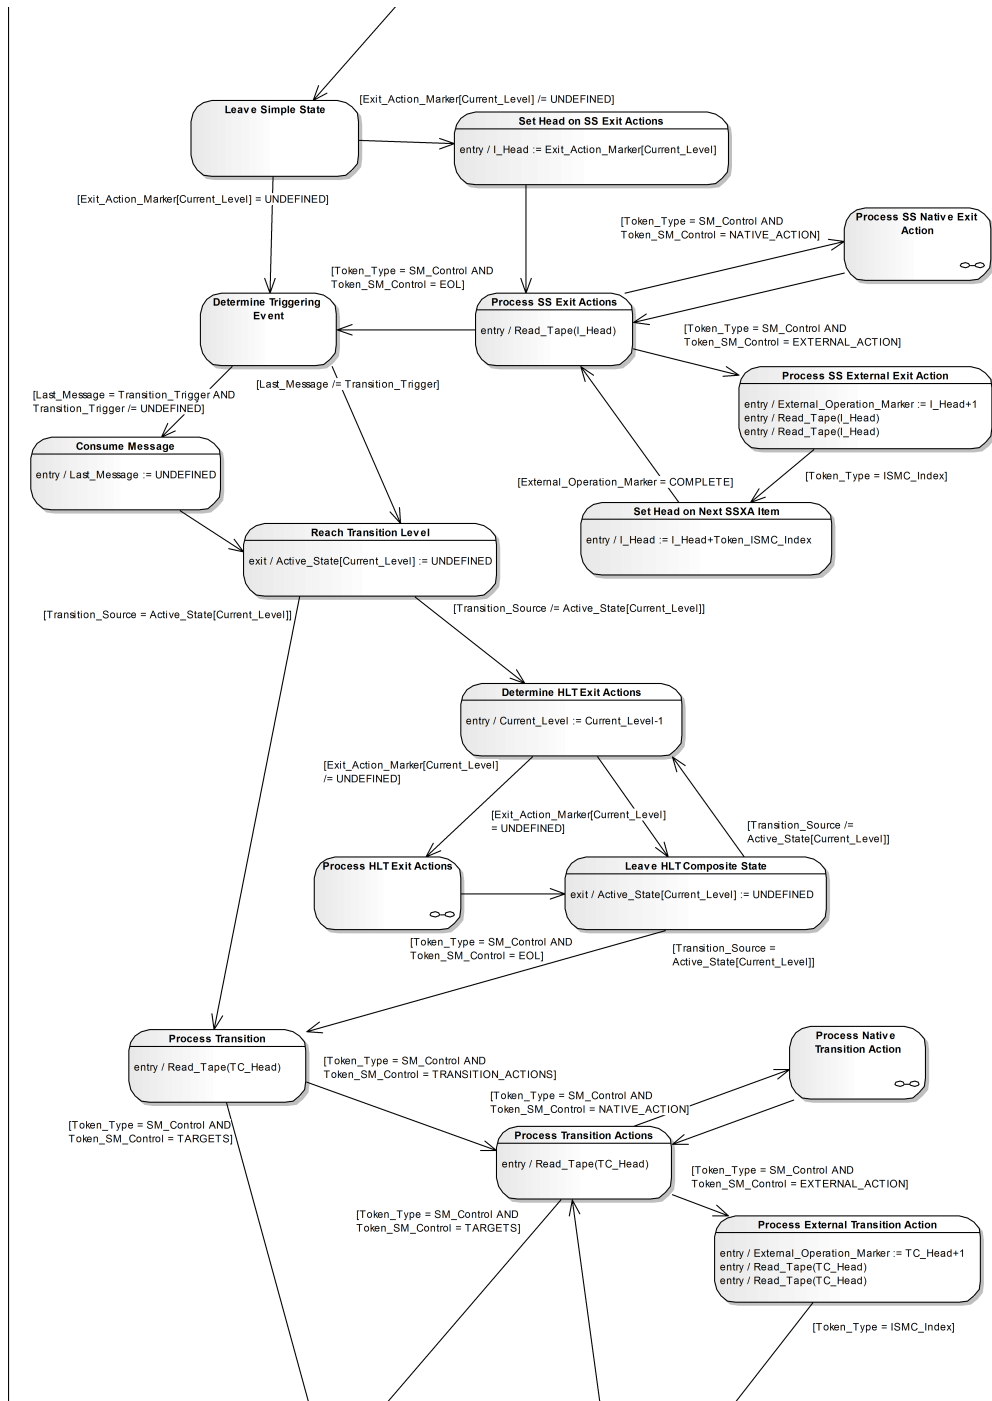 [Exit_Action_Marker[Current_Level] /= UNDEFINED]
Leave Simple State
Set Head on SS Exit Actions
entry / I_Head := Exit_Action_Marker[Current_Level]
[Exit_Action_Marker[Current_Level] = UNDEFINED]
[Token_Type = SM_Control AND
Token_SM_Control = NATIVE_ACTION]
Process SS Native Exit
Action
[Token_Type = SM_Control AND
Token_SM_Control = EOL]
Determine Triggering
Event
Process SS Exit Actions
entry / Read_Tape(I_Head)
[Token_Type = SM_Control AND
Token_SM_Control = EXTERNAL_ACTION]
Process SS External Exit Action
entry / External_Operation_Marker := I_Head+1
entry / Read_Tape(I_Head)
entry / Read_Tape(I_Head)
[Last_Message /= Transition_Trigger]
[Last_Message = Transition_Trigger AND
Transition_Trigger /= UNDEFINED]
Consume Message
entry / Last_Message := UNDEFINED
[External_Operation_Marker = COMPLETE]
[Token_Type = ISMC_Index]
Set Head on Next SSXA Item
entry / I_Head := I_Head+Token_ISMC_Index
Reach Transition Level
exit / Active_State[Current_Level] := UNDEFINED
[Transition_Source = Active_State[Current_Level]]
[Transition_Source /= Active_State[Current_Level]]
Determine HLT Exit Actions
entry / Current_Level := Current_Level-1
[Exit_Action_Marker[Current_Level]
/= UNDEFINED]
[Exit_Action_Marker[Current_Level]
= UNDEFINED]
[Transition_Source /=
Active_State[Current_Level]]
Process HLT Exit Actions
Leave HLT Composite State
exit / Active_State[Current_Level] := UNDEFINED
[Token_Type = SM_Control AND
Token_SM_Control = EOL]
[Transition_Source =
Active_State[Current_Level]]
Process Transition
entry / Read_Tape(TC_Head)
Process Native
Transition Action
[Token_Type = SM_Control AND
Token_SM_Control = TRANSITION_ACTIONS]
[Token_Type = SM_Control AND
Token_SM_Control = NATIVE_ACTION]
[Token_Type = SM_Control AND
Token_SM_Control = TARGETS]
Process Transition Actions
entry / Read_Tape(TC_Head)
[Token_Type = SM_Control AND
Token_SM_Control = EXTERNAL_ACTION]
[Token_Type = SM_Control AND
Token_SM_Control = TARGETS]
Process External Transition Action
entry / External_Operation_Marker := TC_Head+1
entry / Read_Tape(TC_Head)
entry / Read_Tape(TC_Head)
[Token_Type = ISMC_Index]